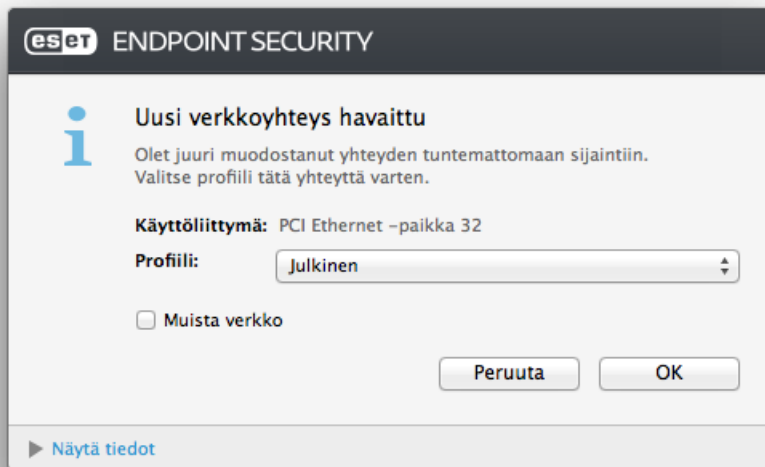 eset ENDPOINT SECURITY
Uusi verkkoyhteys havaittu
Olet juuri muodostanut yhteyden tuntemattomaan sijaintiin.
Valitse profiili tätä yhteyttä varten.
Käyttöliittymä: PCI Ethernet –paikka 32
Profiili: Julkinen
Muista verkko
Peruuta OK
Näytä tiedot